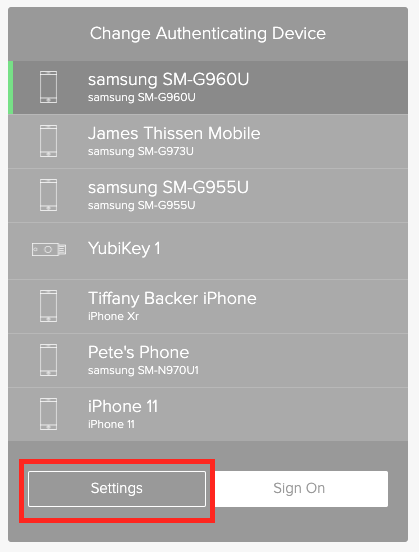 Change Authenticating Device
samsung SM-G960U
samsung SM-G960U
James Thissen Mobile
samsung SM-G973U
samsung SM-G955U
samsung SM-G955U
YubiKey 1
Tiffany Backer iPhone
iPhone Xr
Pete's Phone
samsung SM-N970U1
iPhone 11
iPhone 11
Settings
Sign On